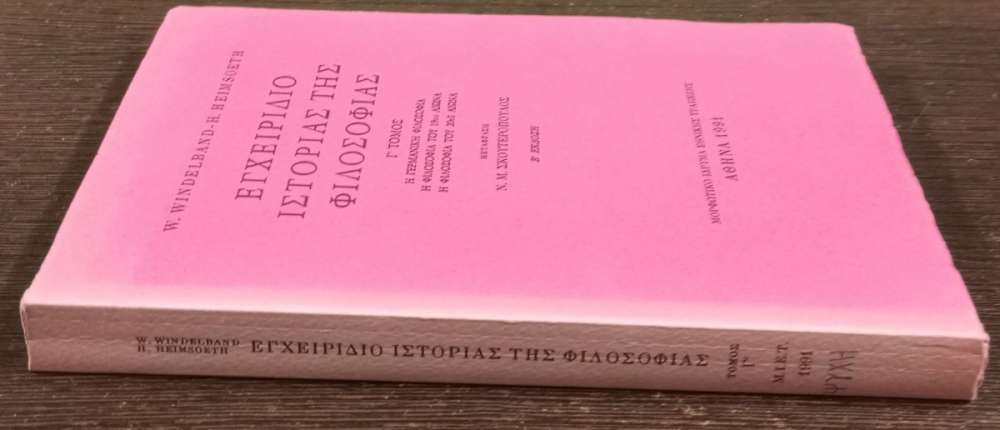 W. WINDELBAND-H. HEIMSOETH
ΕΓΧΕΙΡΙΔΙΟ
ΙΣΤΟΡΙΑΣ ΤΗΣ
ΦΙΛΟΣΟΦΙΑΣ
Γ΄ ΤΟΜΟΣ
Η ΓΕΡΜΑΝΙΚΗ ΦΙΛΟΣΟΦΙΑ
Η ΦΙΛΟΣΟΦΙΑ ΤΟΥ 19ου ΑΙΩΝΑ
Η ΦΙΛΟΣΟΦΙΑ ΤΟΥ 20ού ΑΙΩΝΑ
ΜΕΤΑΦΡΑΣΗ
Ν. Μ. ΣΚΟΥΤΕΡΟΠΟΥΛΟΣ
Β΄ ΕΚΔΟΣΗ
ΜΟΡΦΩΤΙΚΟ ΙΔΡΥΜΑ ΕΘΝΙΚΗΣ ΤΡΑΠΕΖΗΣ
ΑΘΗΝΑ 1991
W. WINDELBAND
H. HEIMSOETH
ΕΓΧΕΙΡΙΔΙΟ ΙΣΤΟΡΙΑΣ ΤΗΣ ΦΙΛΟΣΟΦΙΑΣ
ΤΟΜΟΣ
Γ΄
Μ.Ι.Ε.Τ.
1991